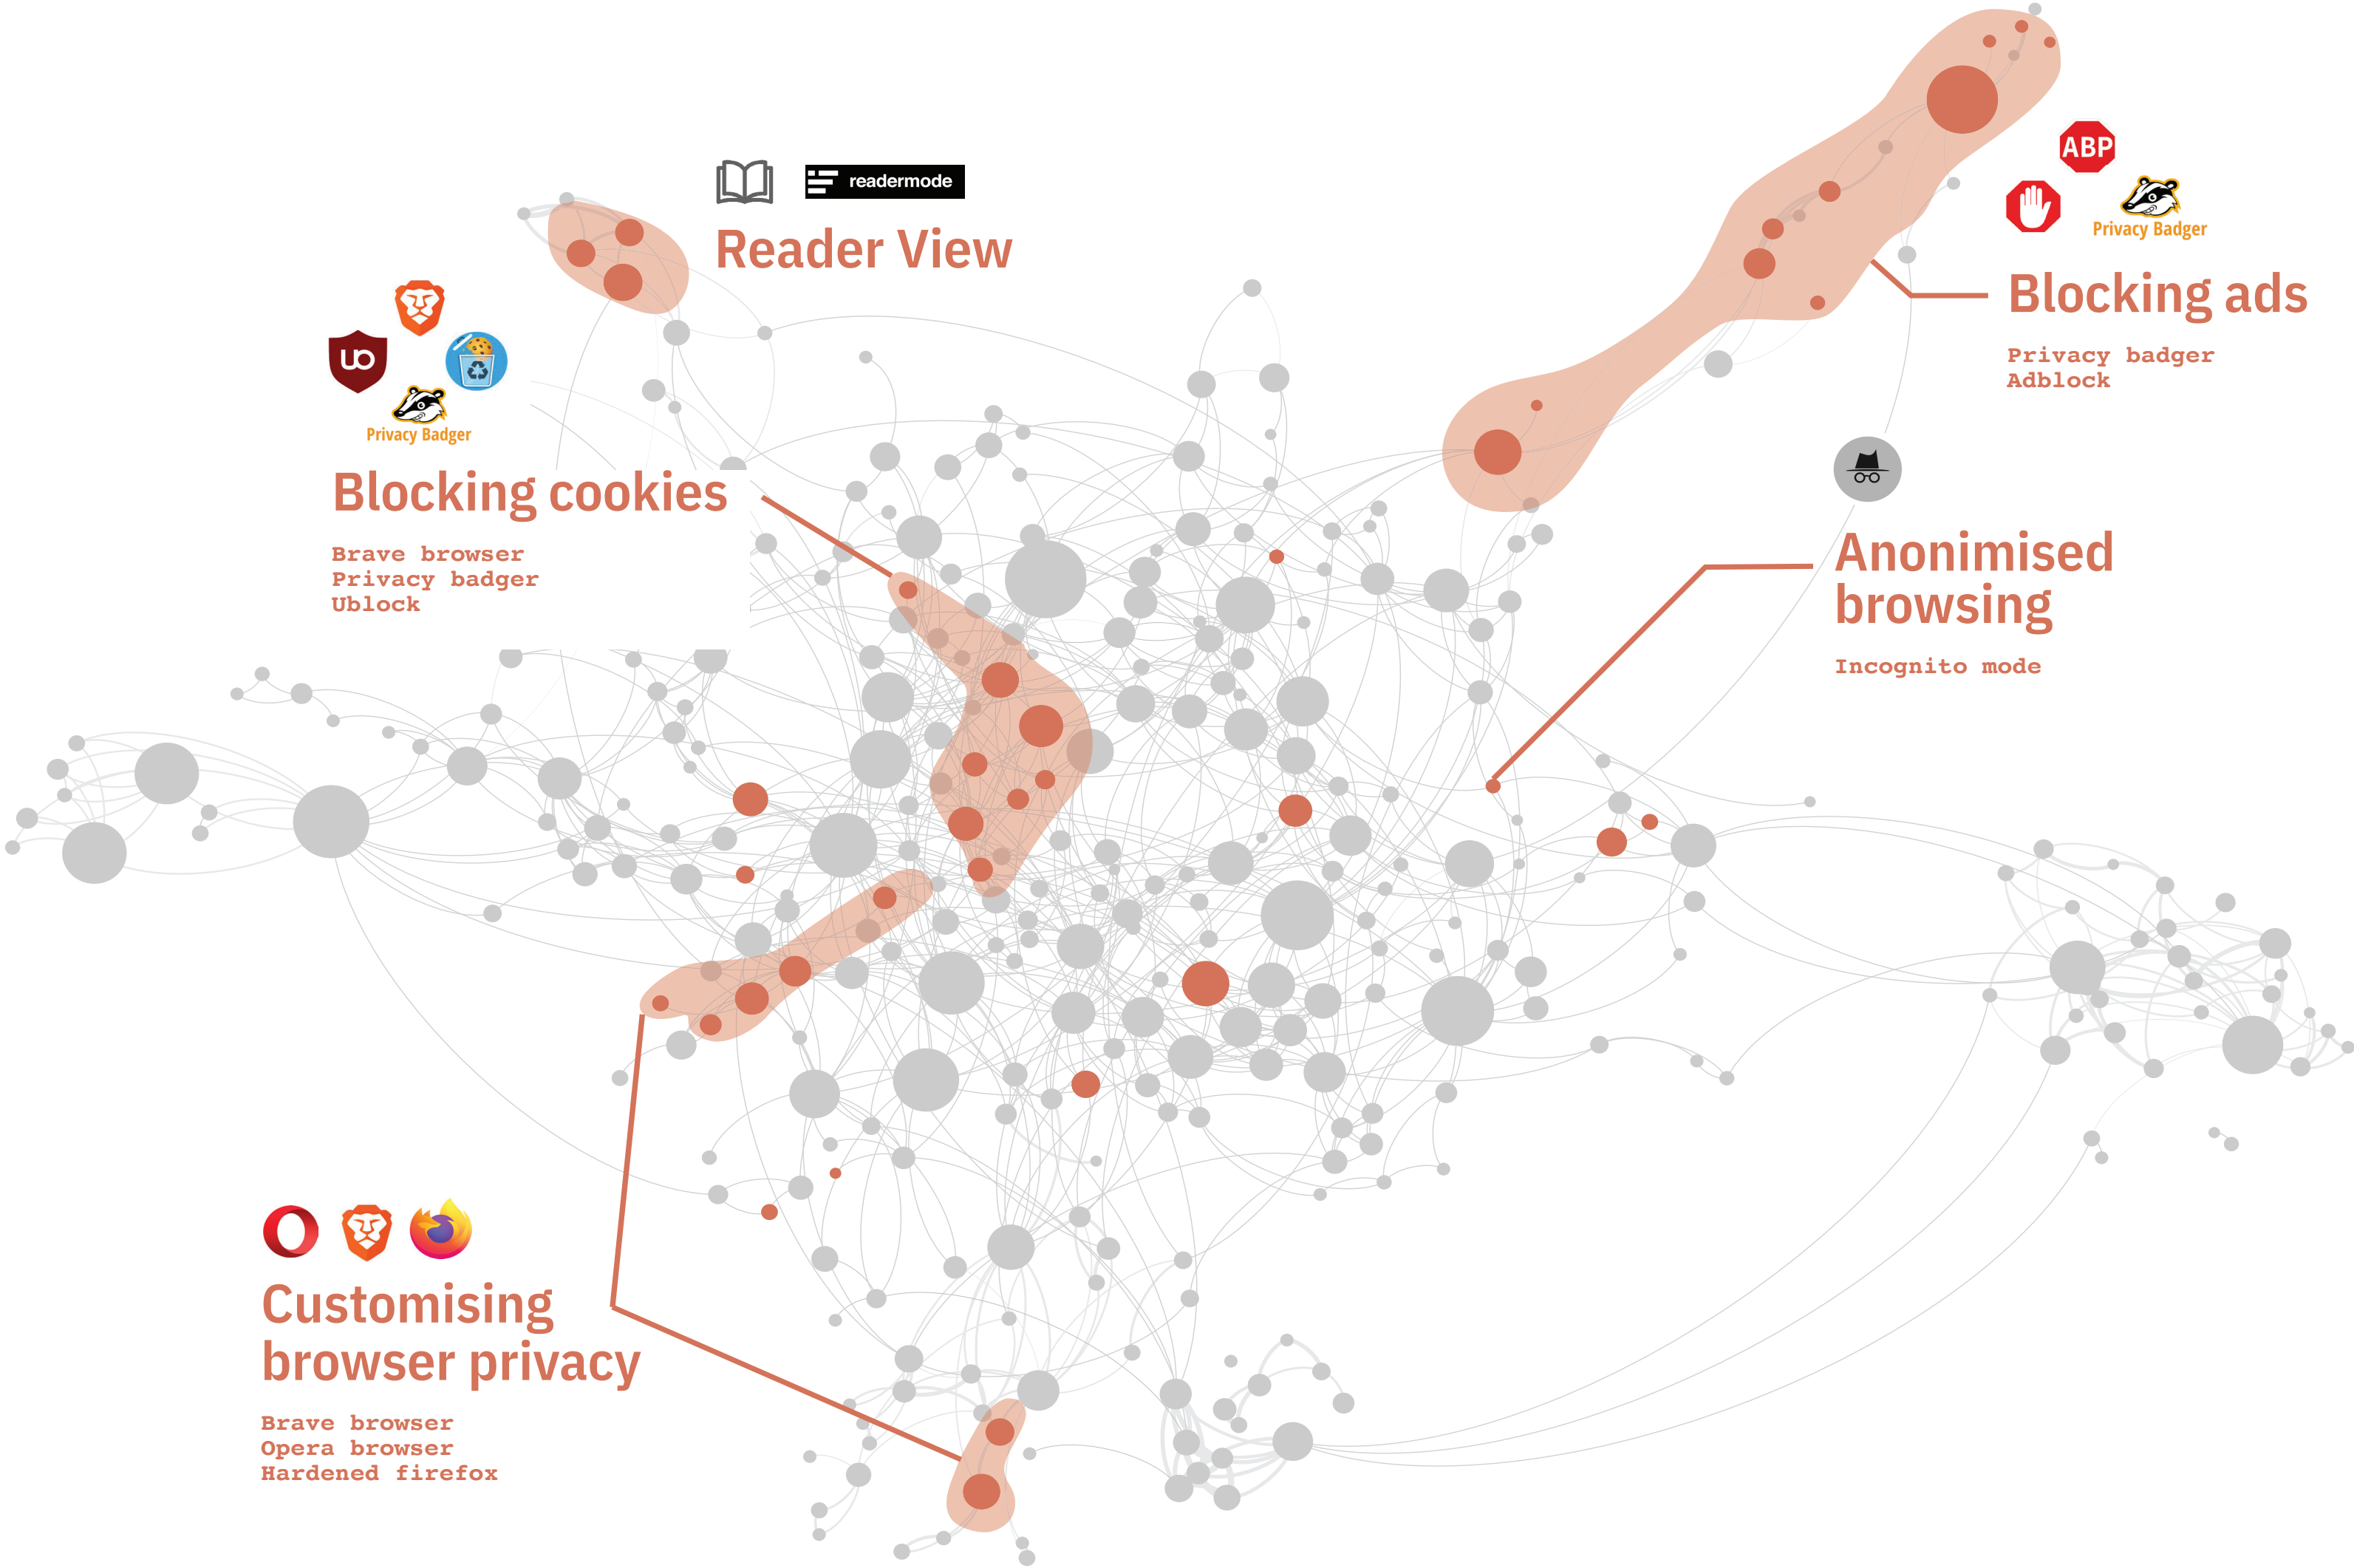 readermode
Reader View
ABP
Privacy Badger
Blocking ads
Privacy badger
Adblock
uo
Privacy Badger
Blocking cookies
Brave browser
Privacy badger
Ublock
Anonimised
browsing
Incognito mode
Customising
browser privacy
Brave browser
Opera browser
Hardened firefox